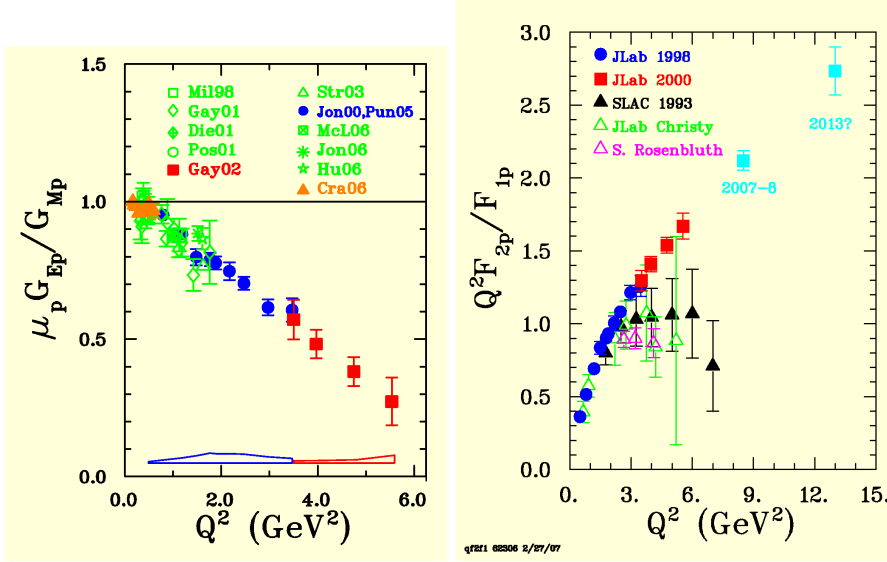 1.5
1.0
0.5
0.0
μpGEp/GMp
Mil98
Gay01
Die01
Pos01
Gay02
Str03
Jon00,Pun05
McL06
Jon06
Hu06
Cra06
0.0 2.0 4.0 6.0
Q² (GeV²)
3.0
2.5
2.0
1.5
1.0
0.5
0.0
Q²F2p/F1p
JLab 1998
JLab 2000
SLAC 1993
JLab Christy
S. Rosenbluth
2013?
2007-8
0. 3. 6. 9. 12. 15.
Q² (GeV²)
qf2f1 62306 2/27/07